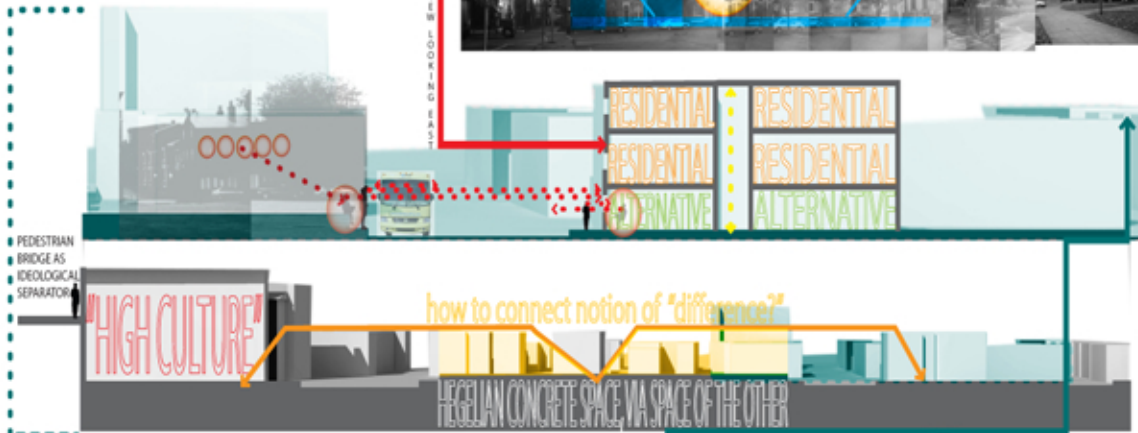 EW LOOKING EAST
RESIDENTIAL RESIDENTIAL
RESIDENTIAL RESIDENTIAL
ALTERNATIVE ALTERNATIVE
PEDESTRIAN
BRIDGE AS
IDEOLOGICAL
SEPARATOR
"HIGH CULTURE"
how to connect notion of "difference?"
HEGELIAN CONCRETE SPACE, VIA SPACE OF THE OTHER